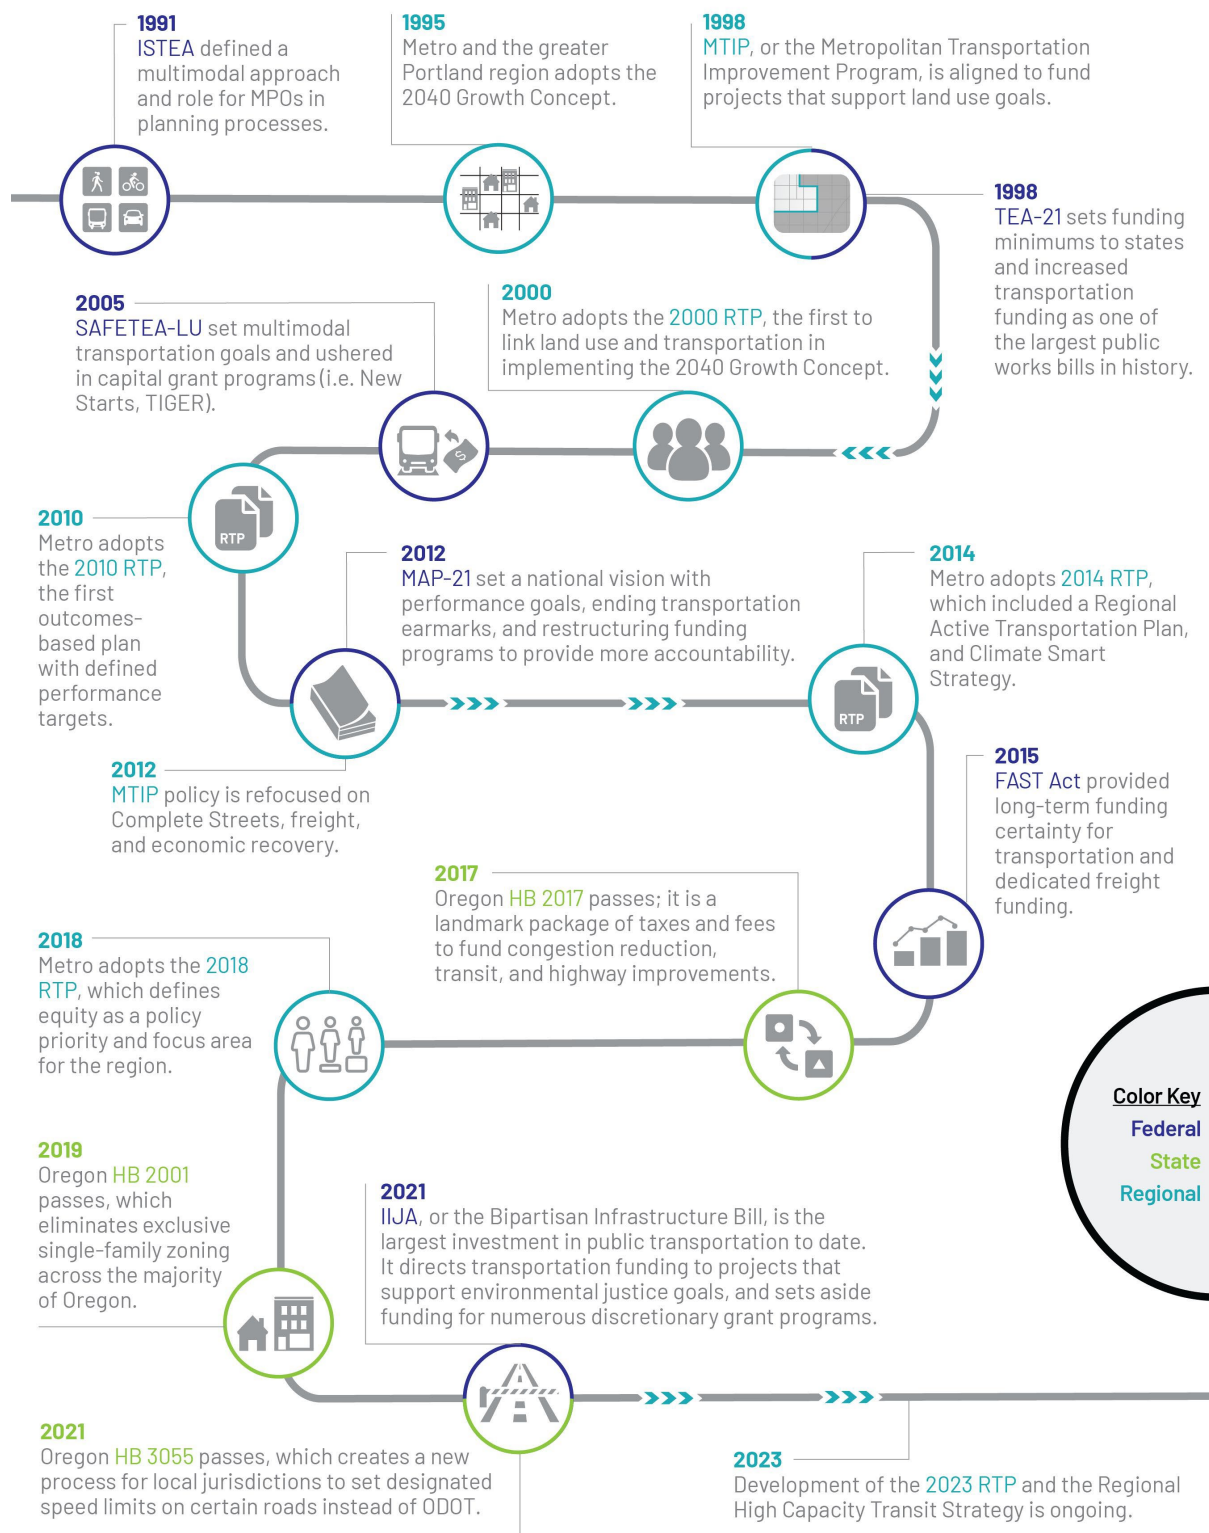 1991
ISTEA defined a
multimodal approach
and role for MPOs in
planning processes.
1995
Metro and the greater
Portland region adopts the
2040 Growth Concept.
1998
MTIP, or the Metropolitan Transportation
Improvement Program, is aligned to fund
projects that support land use goals.
1998
TEA-21 sets funding
minimums to states
and increased
transportation
funding as one of
the largest public
works bills in history.
2000
Metro adopts the 2000 RTP, the first to
link land use and transportation in
implementing the 2040 Growth Concept.
2005
SAFETEA-LU set multimodal
transportation goals and ushered
in capital grant programs (i.e. New
Starts, TIGER).
$
RTP
2010
Metro adopts
the 2010 RTP,
the first
outcomes-
based plan
with defined
performance
targets.
2012
MAP-21 set a national vision with
performance goals, ending transportation
earmarks, and restructuring funding
programs to provide more accountability.
2012
MTIP policy is refocused on
Complete Streets, freight,
and economic recovery.
2014
Metro adopts 2014 RTP,
which included a Regional
Active Transportation Plan,
and Climate Smart
Strategy.
RTP
2015
FAST Act provided
long-term funding
certainty for
transportation and
dedicated freight
funding.
2017
Oregon HB 2017 passes; it is a
landmark package of taxes and fees
to fund congestion reduction,
transit, and highway improvements.
2018
Metro adopts the 2018
RTP, which defines
equity as a policy
priority and focus area
for the region.
2019
Oregon HB 2001
passes, which
eliminates exclusive
single-family zoning
across the majority
of Oregon.
2021
IIJA, or the Bipartisan Infrastructure Bill, is the
largest investment in public transportation to date.
It directs transportation funding to projects that
support environmental justice goals, and sets aside
funding for numerous discretionary grant programs.
2021
Oregon HB 3055 passes, which creates a new
process for local jurisdictions to set designated
speed limits on certain roads instead of ODOT.
2023
Development of the 2023 RTP and the Regional
High Capacity Transit Strategy is ongoing.
Color Key
Federal
State
Regional